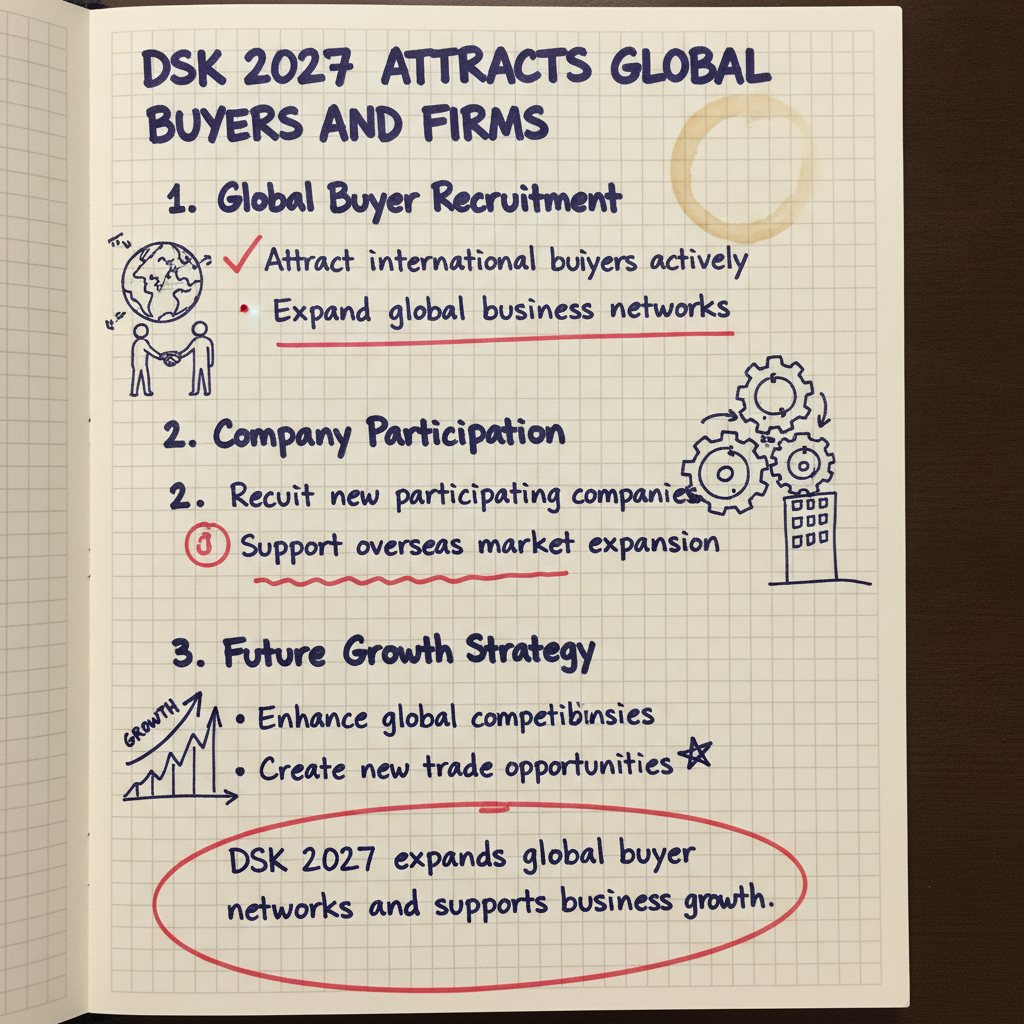 DSK 2027 ATTRACTS GLOBAL
BUYERS AND FIRMS
1. Global Buyer Recruitment
Attract international buiyers actively
Expand global business networks
2. Company Participation
2. Recuit new participating companies
Support overseas market expansion
3. Future Growth Strategy
GROWTH
• Enhance global competibinsies
• Create new trade opportunities
DSK 2027 expands global buyer
networks and supports business growth.